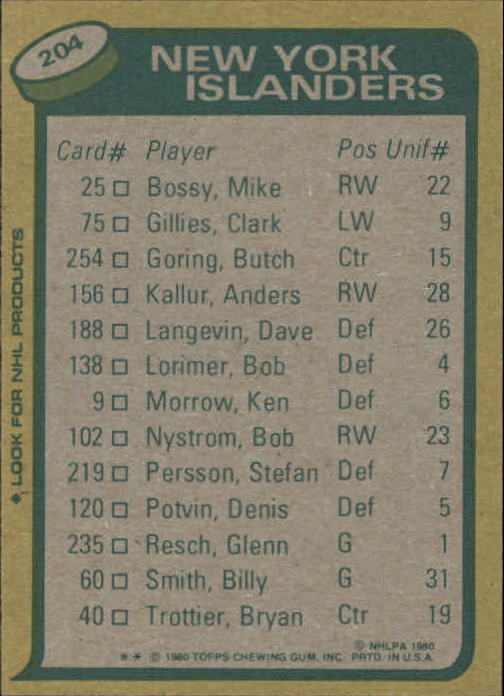 204
NEW YORK
ISLANDERS
Card# Player Pos Unif#
25 □ Bossy, Mike RW 22
75 □ Gillies, Clark LW 9
254 □ Goring, Butch Ctr 15
156 □ Kallur, Anders RW 28
188 □ Langevin, Dave Def 26
138 □ Lorimer, Bob Def 4
9 □ Morrow, Ken Def 6
102 □ Nystrom, Bob RW 23
219 □ Persson, Stefan Def 7
120 □ Potvin, Denis Def 5
235 □ Resch, Glenn G 1
60 □ Smith, Billy G 31
40 □ Trottier, Bryan Ctr 19
© NHLPA 1980
** © 1980 TOPPS CHEWING GUM, INC. PRTD. IN U.S.A.
◆ LOOK FOR NHL PRODUCTS